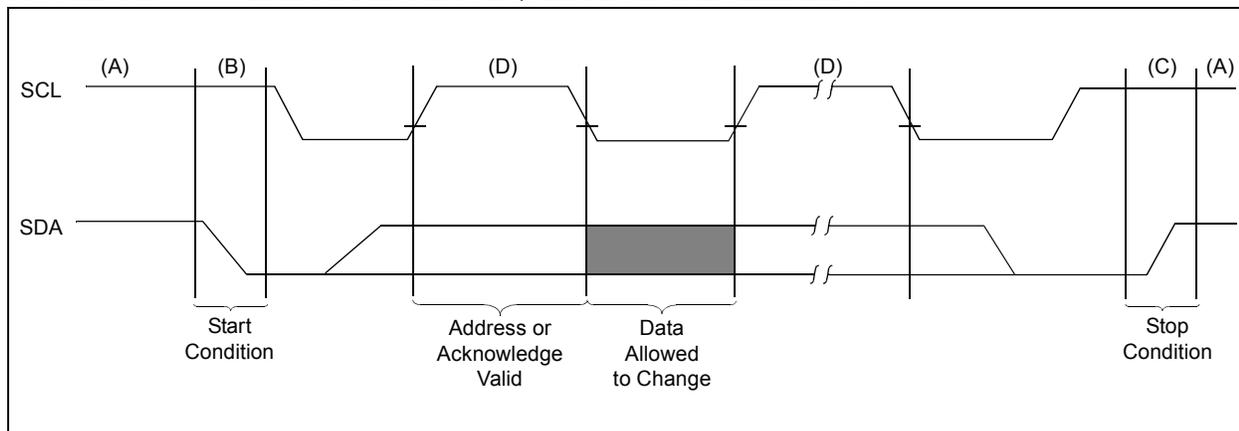 (A) (B) (D) (D) (C) (A)
SCL
SDA
Start
Condition
Address or
Acknowledge
Valid
Data
Allowed
to Change
Stop
Condition